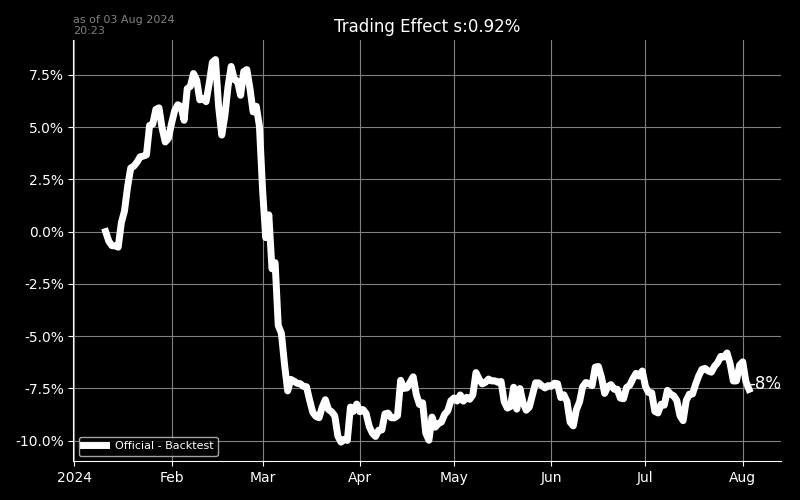 as of 03 Aug 2024
20:23
Trading Effect s:0.92%
7.5%
5.0%
2.5%
0.0%
-2.5%
-5.0%
-7.5%
-10.0%
-8%
Official - Backtest
2024 Feb Mar Apr May Jun Jul Aug